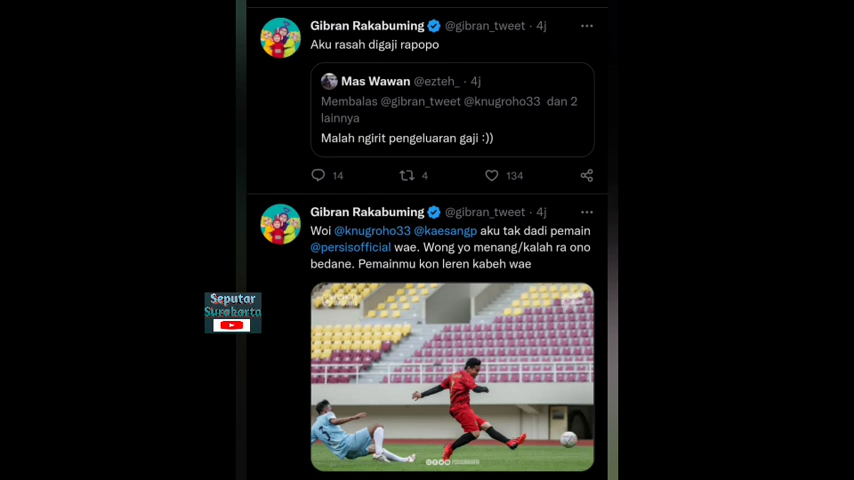 Gibran Rakabuming @gibran_tweet · 4j
Aku rasah digaji rapopo
Mas Wawan @ezteh_ · 4j
Membalas @gibran_tweet @knugroho33 dan 2
lainnya
Malah ngirit pengeluaran gaji :))
14 4 134
Gibran Rakabuming @gibran_tweet · 4j
Woi @knugroho33 @kaesangp aku tak dadi pemain
@persisofficial wae. Wong yo menang/kalah ra ono
bedane. Pemainmu kon leren kabeh wae
Seputar
Surakarta